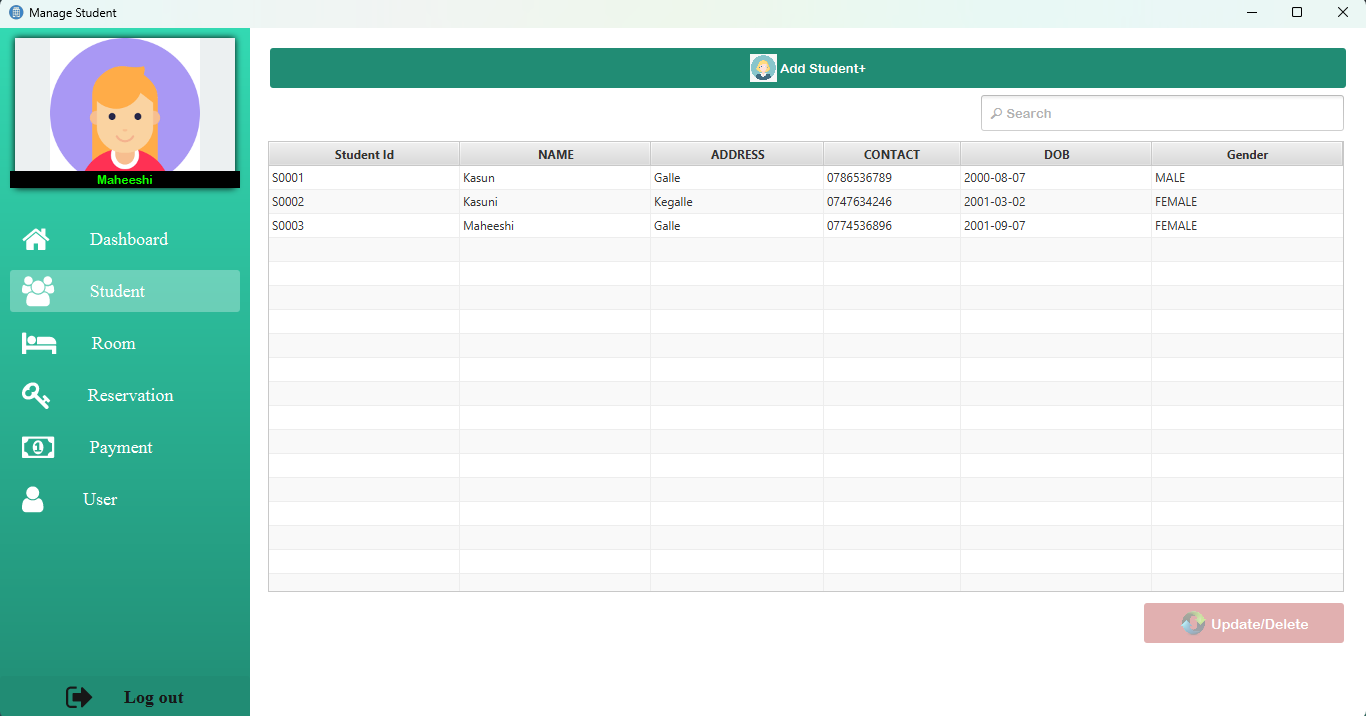 Manage Student
Maheeshi
Dashboard
Student
Room
Reservation
1
Payment
User
Log out
Add Student+
Search
Student Id NAME ADDRESS CONTACT DOB Gender
S0001 Kasun Galle 0786536789 2000-08-07 MALE
S0002 Kasuni Kegalle 0747634246 2001-03-02 FEMALE
S0003 Maheeshi Galle 0774536896 2001-09-07 FEMALE
Update/Delete